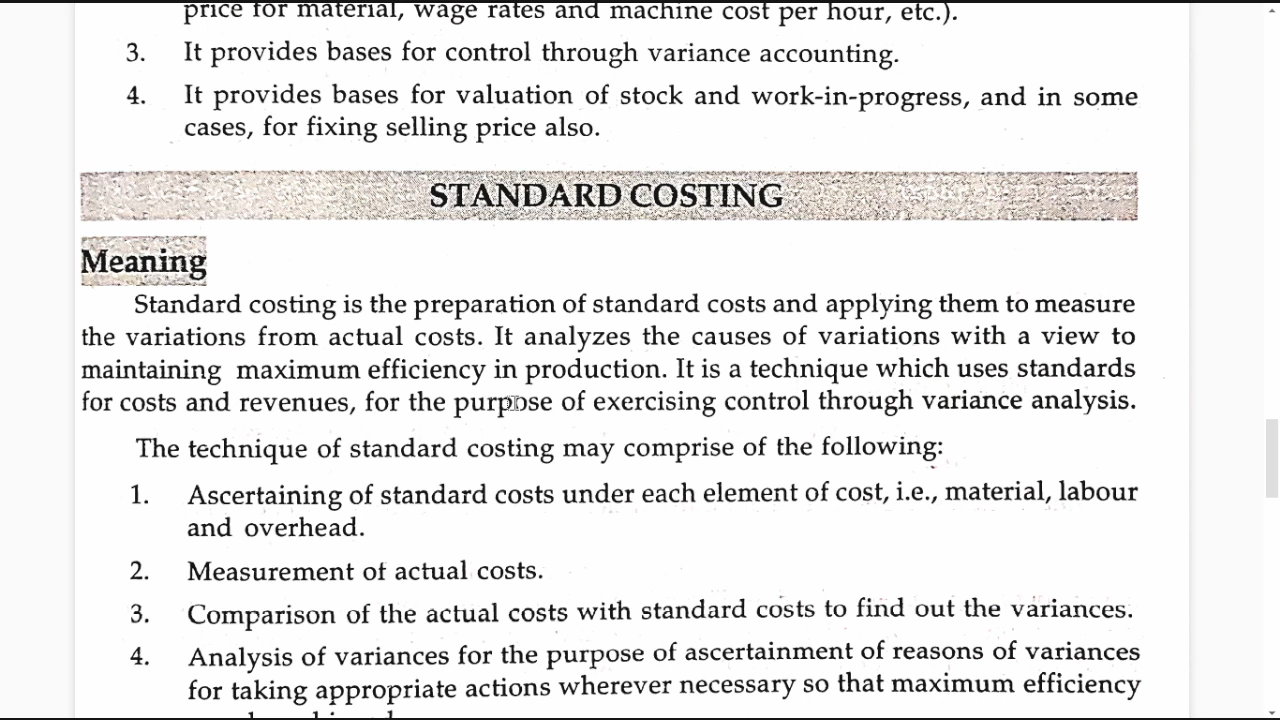 price for material, wage rates and machine cost per hour, etc.).
3. It provides bases for control through variance accounting.
4. It provides bases for valuation of stock and work-in-progress, and in some
cases, for fixing selling price also.
STANDARD COSTING
Meaning
Standard costing is the preparation of standard costs and applying them to measure
the variations from actual costs. It analyzes the causes of variations with a view to
maintaining maximum efficiency in production. It is a technique which uses standards
for costs and revenues, for the purpose of exercising control through variance analysis.
The technique of standard costing may comprise of the following:
1. Ascertaining of standard costs under each element of cost, i.e., material, labour
and overhead.
2. Measurement of actual costs.
3. Comparison of the actual costs with standard costs to find out the variances.
4. Analysis of variances for the purpose of ascertainment of reasons of variances
for taking appropriate actions wherever necessary so that maximum efficiency